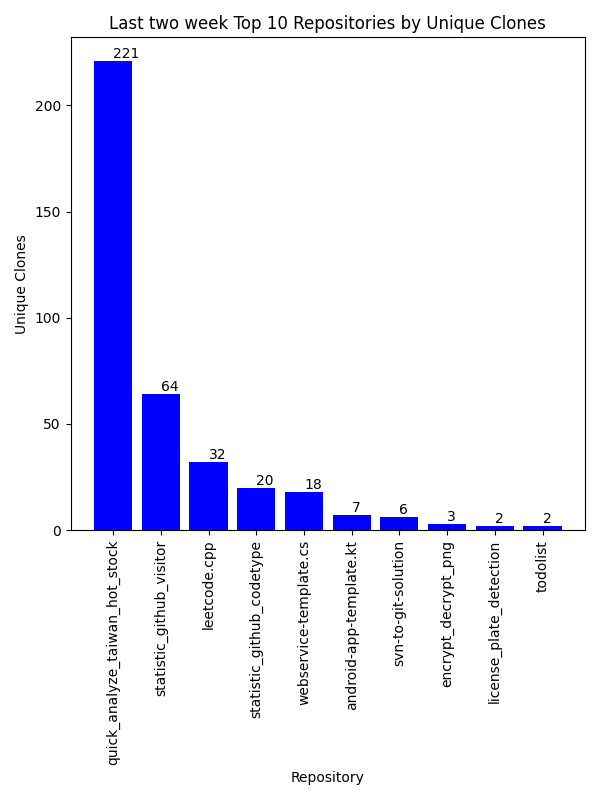 Last two week Top 10 Repositories by Unique Clones
221
64
32
20
18
7
6
3
2
2
200
150
100
50
0
Unique Clones
quick_analyze_taiwan_hot_stock
statistic_github_visitor
leetcode.cpp
statistic_github_codetype
webservice-template.cs
android-app-template.kt
svn-to-git-solution
encrypt_decrypt_png
license_plate_detection
todolist
Repository